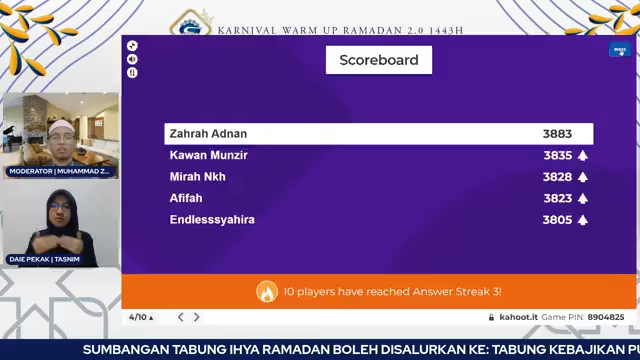 KARNIVAL WARM UP RAMADAN 2.0 1443H
Scoreboard
Next
Zahrah Adnan 3883
Kawan Munzir 3835
Mirah Nkh 3828
Afifah 3823
Endlesssyahira 3805
MODERATOR | MUHAMMAD Z...
DAIE PEKAK | TASNIM
10 players have reached Answer Streak 3!
4/10
kahoot.it Game PIN: 8904825
SUMBANGAN TABUNG IHYA RAMADAN BOLEH DISALURKAN KE: TABUNG KEBAJIKAN PU